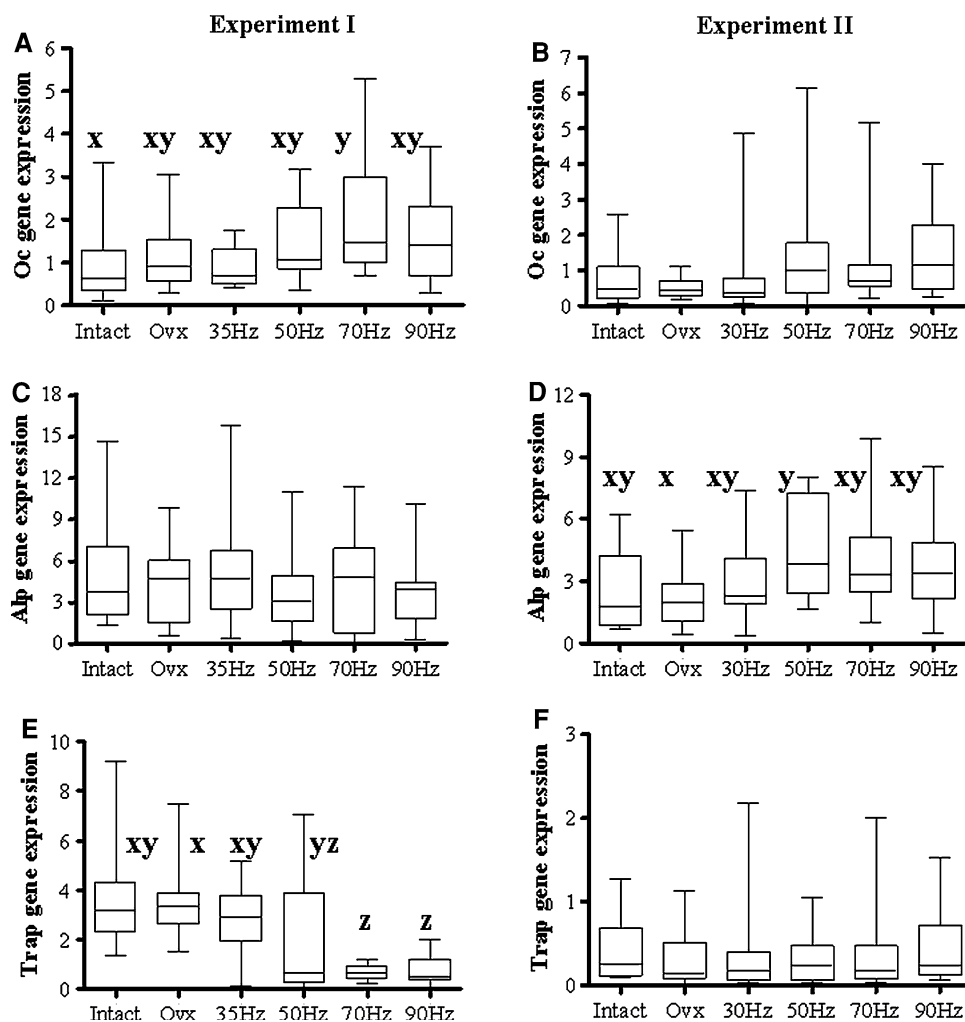 Experiment I
A
Oc gene expression
6
5
4
3
2
1
0
x xy xy xy y xy
Intact Ovx 35Hz 50Hz 70Hz 90Hz
Experiment II
B
Oc gene expression
7
6
5
4
3
2
1
0
Intact Ovx 30Hz 50Hz 70Hz 90Hz
C
Alp gene expression
18
15
12
9
6
3
0
Intact Ovx 35Hz 50Hz 70Hz 90Hz
D
Alp gene expression
12
9
6
3
0
xy x xy y xy xy
Intact Ovx 30Hz 50Hz 70Hz 90Hz
E
Trap gene expression
10
8
6
4
2
0
xy x xy yz z z
Intact Ovx 35Hz 50Hz 70Hz 90Hz
F
Trap gene expression
3
2
1
0
Intact Ovx 30Hz 50Hz 70Hz 90Hz